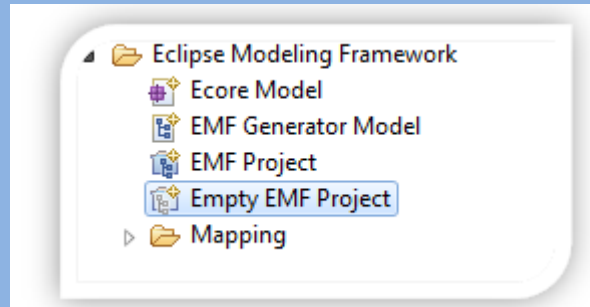 Eclipse Modeling Framework
Ecore Model
EMF Generator Model
EMF Project
Empty EMF Project
Mapping